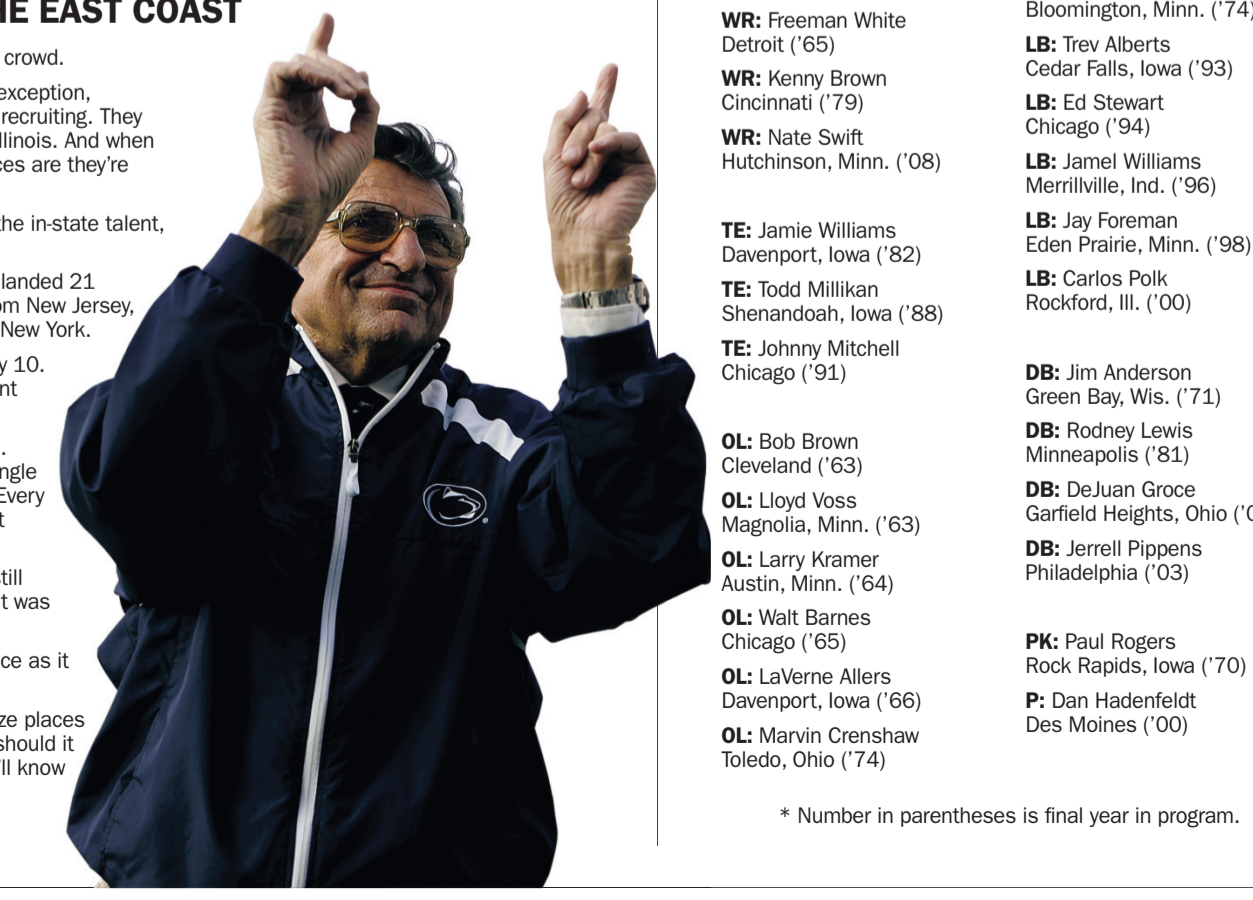 HE EAST COAST
crowd.
exception,
recruiting. They
llinois. And when
ces are they’re
the in-state talent,
landed 21
om New Jersey,
New York.
y 10.
nt
.
ngle
Every
t
till
t was
ce as it
ze places
should it
’ll know
WR: Freeman White
Detroit (’65)
WR: Kenny Brown
Cincinnati (’79)
WR: Nate Swift
Hutchinson, Minn. (’08)
TE: Jamie Williams
Davenport, Iowa (’82)
TE: Todd Millikan
Shenandoah, Iowa (’88)
TE: Johnny Mitchell
Chicago (’91)
OL: Bob Brown
Cleveland (’63)
OL: Lloyd Voss
Magnolia, Minn. (’63)
OL: Larry Kramer
Austin, Minn. (’64)
OL: Walt Barnes
Chicago (’65)
OL: LaVerne Allers
Davenport, Iowa (’66)
OL: Marvin Crenshaw
Toledo, Ohio (’74)
Bloomington, Minn. (’74)
LB: Trev Alberts
Cedar Falls, Iowa (’93)
LB: Ed Stewart
Chicago (’94)
LB: Jamel Williams
Merrillville, Ind. (’96)
LB: Jay Foreman
Eden Prairie, Minn. (’98)
LB: Carlos Polk
Rockford, Ill. (’00)
DB: Jim Anderson
Green Bay, Wis. (’71)
DB: Rodney Lewis
Minneapolis (’81)
DB: DeJuan Groce
Garfield Heights, Ohio (’0
DB: Jerrell Pippens
Philadelphia (’03)
PK: Paul Rogers
Rock Rapids, Iowa (’70)
P: Dan Hadenfeldt
Des Moines (’00)
* Number in parentheses is final year in program.